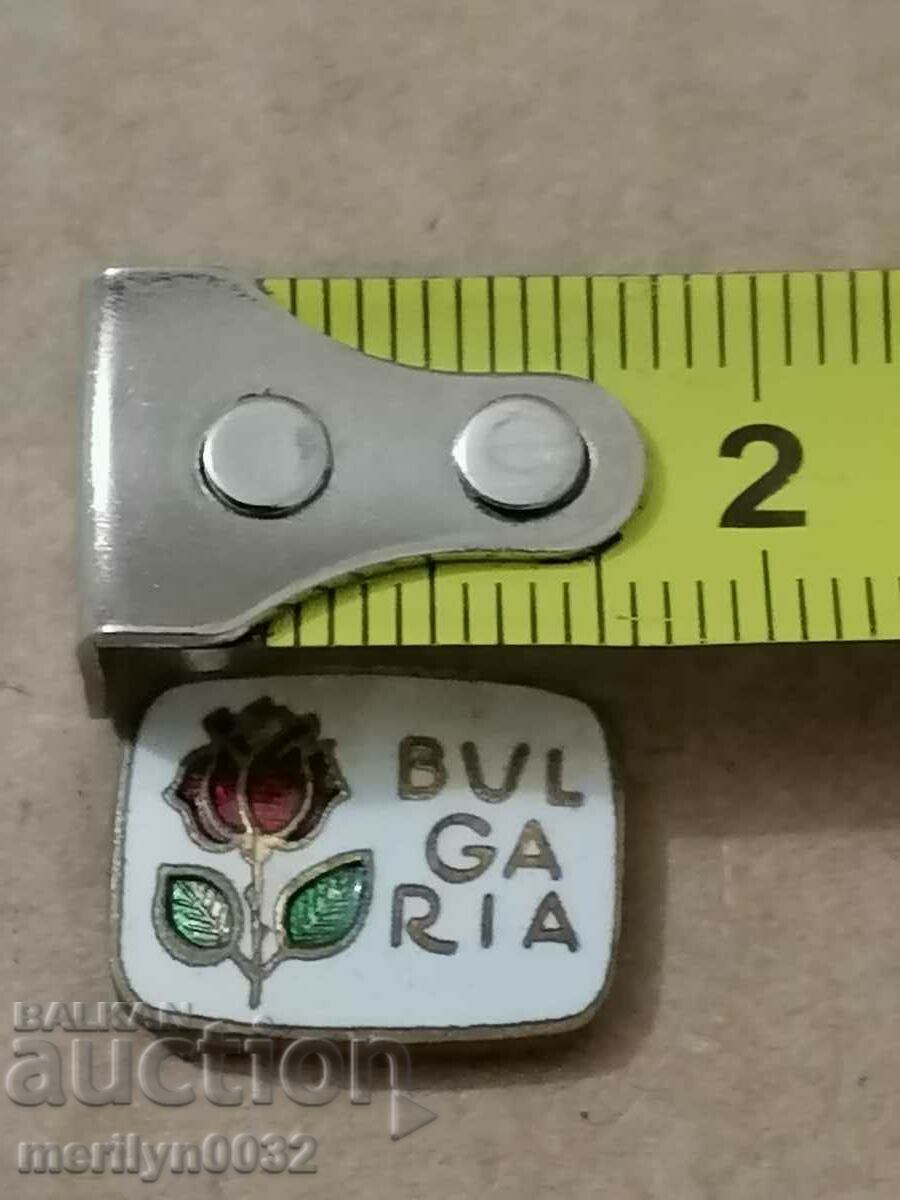 2
BUL
GA
RIA
BALKAN
auction
merilyn0032